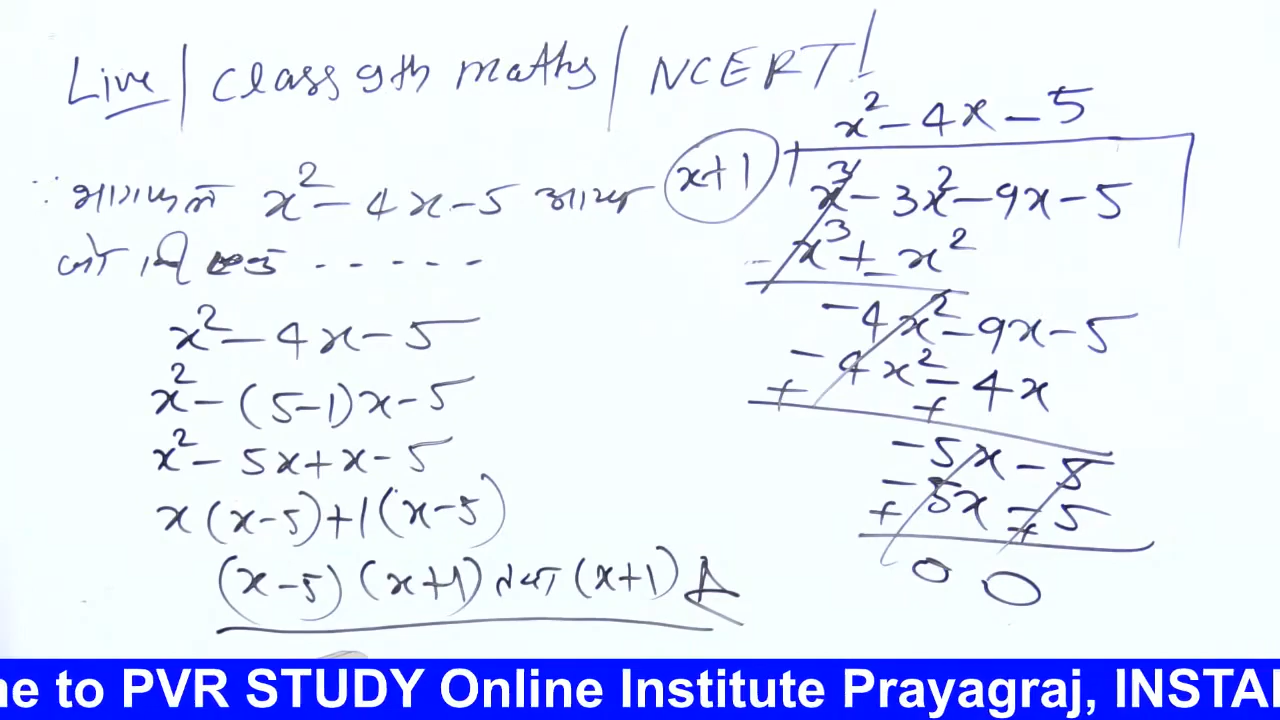 Live | Class 9th maths / NCERT!
∵ भागफल x² - 4x - 5 आया
x² - 4x - 5
x² - (5-1)x - 5
x² - 5x + x - 5
x(x-5) + 1(x-5)
(x-5) (x+1) तथा (x+1) A
x² - 4x - 5
x+1 x³ - 3x² - 9x - 5
- x³ + x²
-
- 4x² - 9x - 5
- 4x² - 4x
+ +
- 5x - 5
- 5x - 5
+ +
0 0
ne to PVR STUDY Online Institute Prayagraj, INSTA